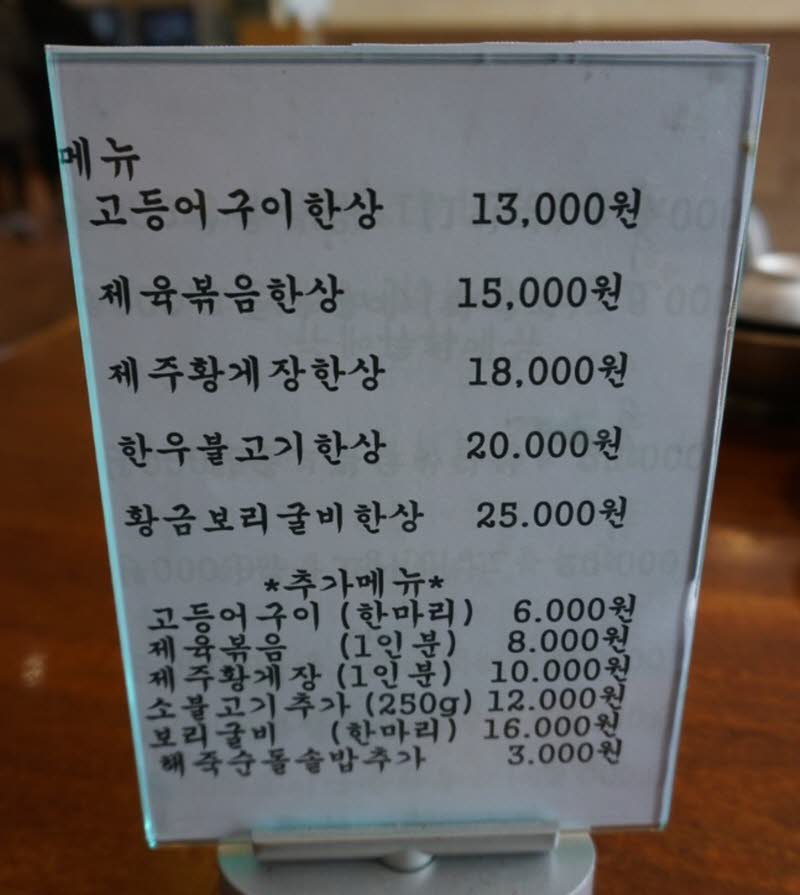 메뉴
고등어구이한상 13,000원
제육볶음한상 15,000원
제주황게장한상 18,000원
한우불고기한상 20.000원
황금보리굴비한상 25.000원
*추가메뉴*
고등어구이 (한마리) 6.000원
제육볶음 (1인분) 8.000원
제주황게장 (1인분) 10.000원
소불고기추가 (250g) 12.000원
보리굴비 (한마리) 16.000원
해죽순돌솥밥추가 3.000원